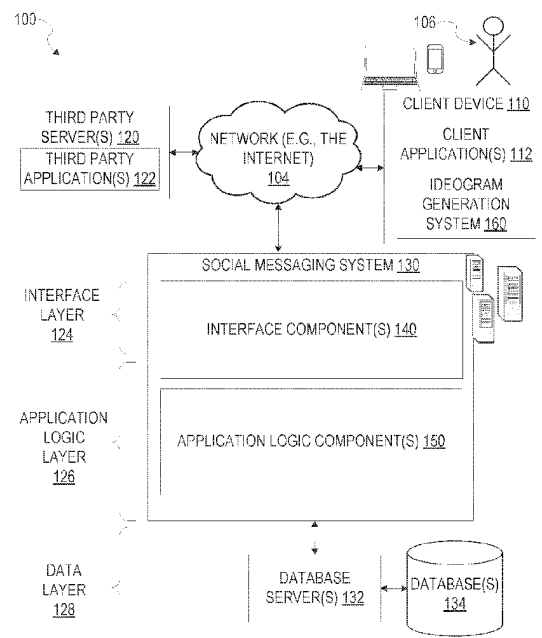 100
106
THIRD PARTY
SERVER(S) 120
THIRD PARTY
APPLICATION(S) 122
NETWORK (E.G., THE
INTERNET)
104
CLIENT DEVICE 110
CLIENT
APPLICATION(S) 112
IDEOGRAM
GENERATION
SYSTEM 160
SOCIAL MESSAGING SYSTEM 130
INTERFACE
LAYER
124
INTERFACE COMPONENT(S) 140
APPLICATION
LOGIC
LAYER
126
APPLICATION LOGIC COMPONENT(S) 150
DATA
LAYER
128
DATABASE
SERVER(S) 132
DATABASE(S)
134